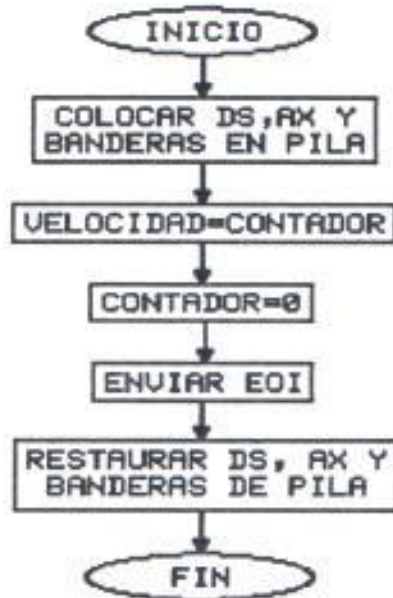 INICIO
COLOCAR DS,AX Y
BANDERAS EN PILA
VELOCIDAD=CONTADOR
CONTADOR=0
ENVIAR EOI
RESTAURAR DS, AX Y
BANDERAS DE PILA
FIN